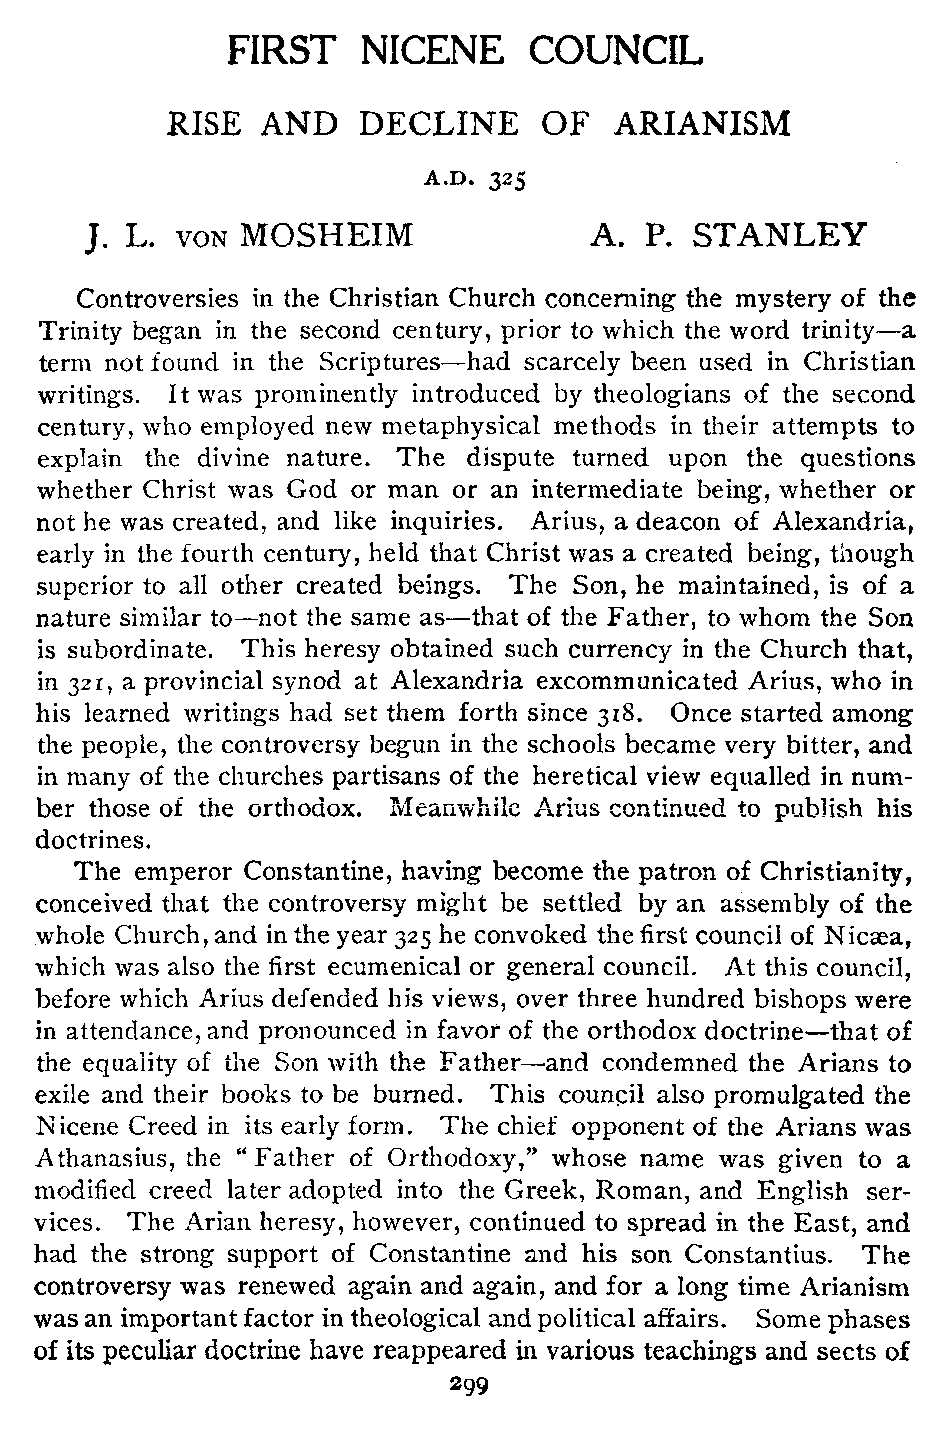 FIRST NICENE COUNCIL
RISE AND DECLINE OF ARIANISM
A.D. 325
J. L. VON MOSHEIM A. P. STANLEY
Controversies in the Christian Church concerning the mystery of the
Trinity began in the second century, prior to which the word trinity—a
term not found in the Scriptures—had scarcely been used in Christian
writings. It was prominently introduced by theologians of the second
century, who employed new metaphysical methods in their attempts to
explain the divine nature. The dispute turned upon the questions
whether Christ was God or man or an intermediate being, whether or
not he was created, and like inquiries. Arius, a deacon of Alexandria,
early in the fourth century, held that Christ was a created being, though
superior to all other created beings. The Son, he maintained, is of a
nature similar to—not the same as—that of the Father, to whom the Son
is subordinate. This heresy obtained such currency in the Church that,
in 321, a provincial synod at Alexandria excommunicated Arius, who in
his learned writings had set them forth since 318. Once started among
the people, the controversy begun in the schools became very bitter, and
in many of the churches partisans of the heretical view equalled in num-
ber those of the orthodox. Meanwhile Arius continued to publish his
doctrines.
The emperor Constantine, having become the patron of Christianity,
conceived that the controversy might be settled by an assembly of the
whole Church, and in the year 325 he convoked the first council of Nicæa,
which was also the first ecumenical or general council. At this council,
before which Arius defended his views, over three hundred bishops were
in attendance, and pronounced in favor of the orthodox doctrine—that of
the equality of the Son with the Father—and condemned the Arians to
exile and their books to be burned. This council also promulgated the
Nicene Creed in its early form. The chief opponent of the Arians was
Athanasius, the “Father of Orthodoxy,” whose name was given to a
modified creed later adopted into the Greek, Roman, and English ser-
vices. The Arian heresy, however, continued to spread in the East, and
had the strong support of Constantine and his son Constantius. The
controversy was renewed again and again, and for a long time Arianism
was an important factor in theological and political affairs. Some phases
of its peculiar doctrine have reappeared in various teachings and sects of
299